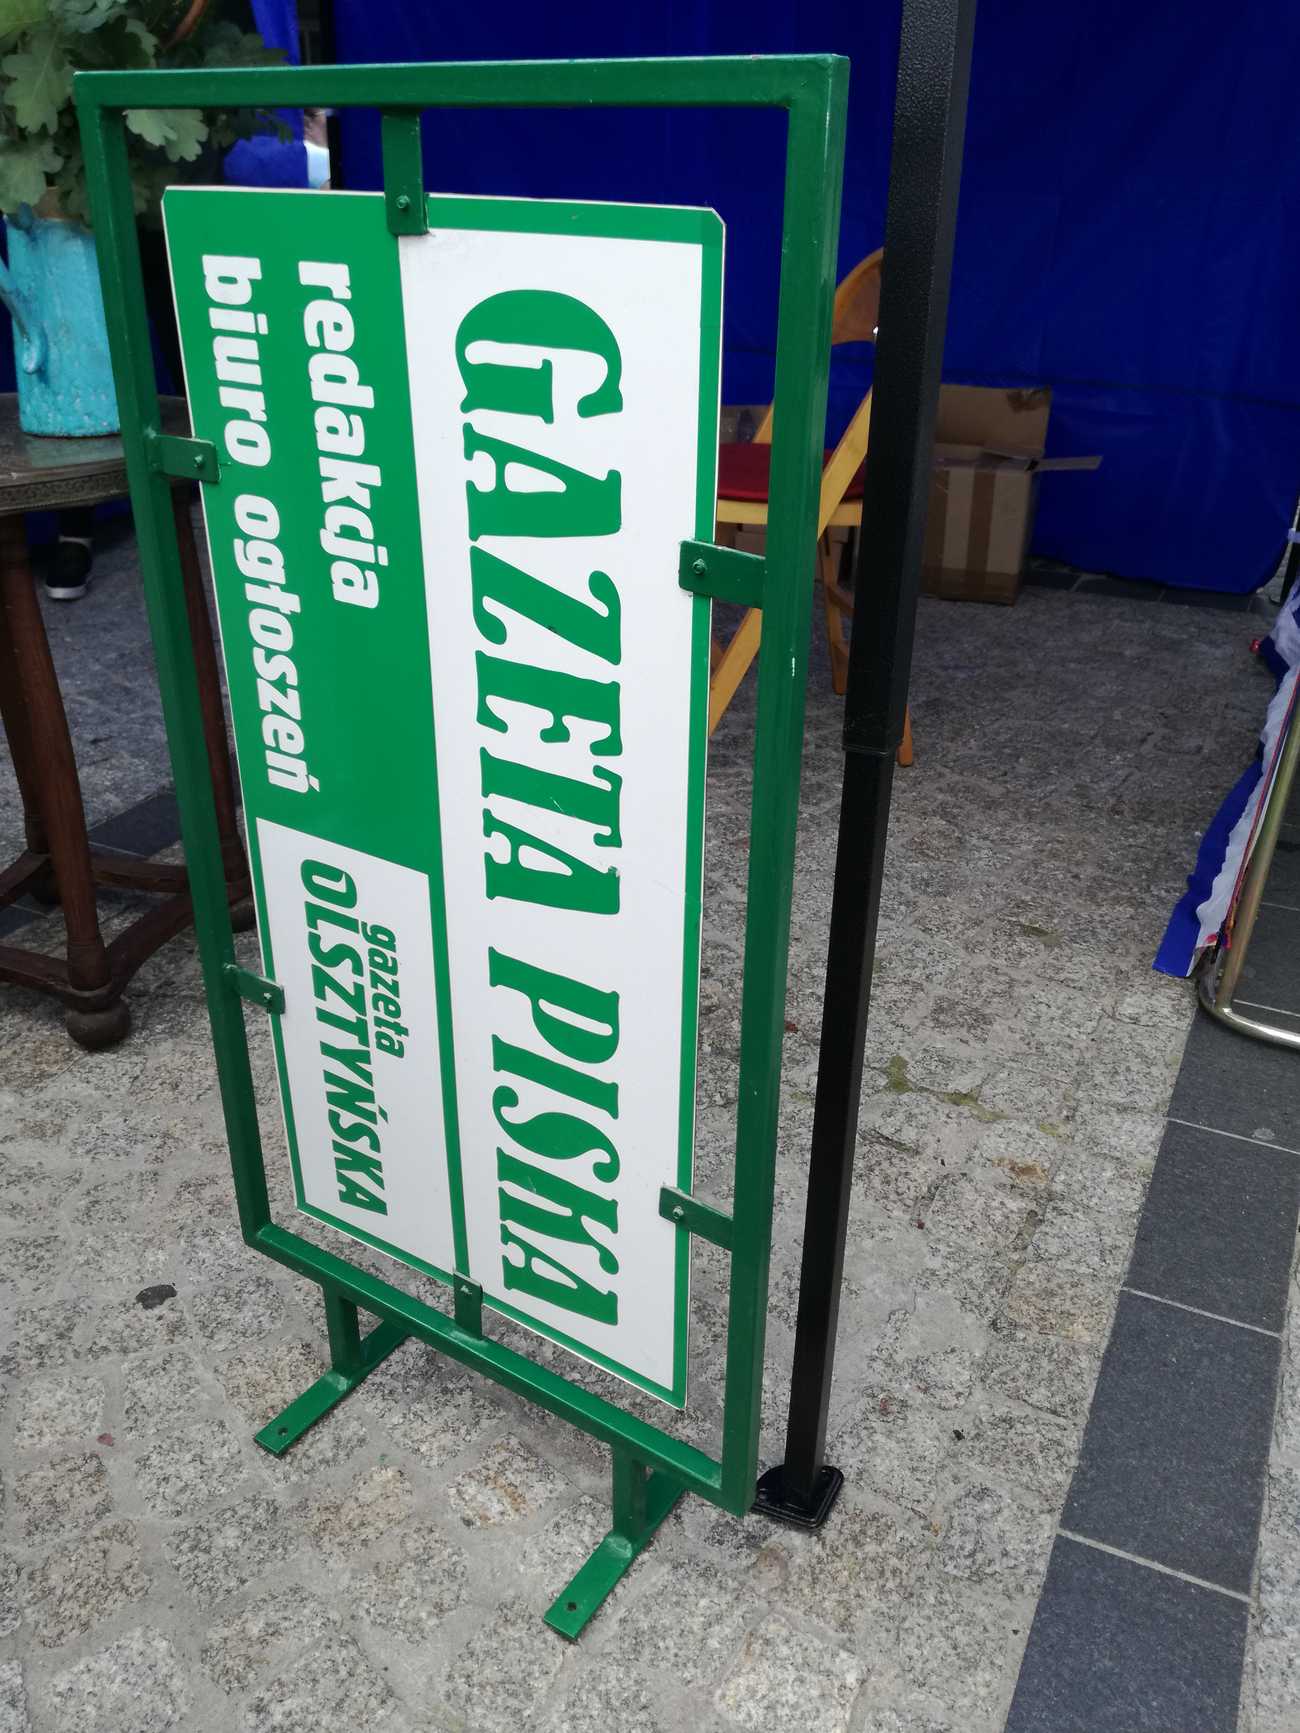 GAZETA PISKA
redakcja
biuro ogłoszeń
gazeta
OLSZTYŃSKA